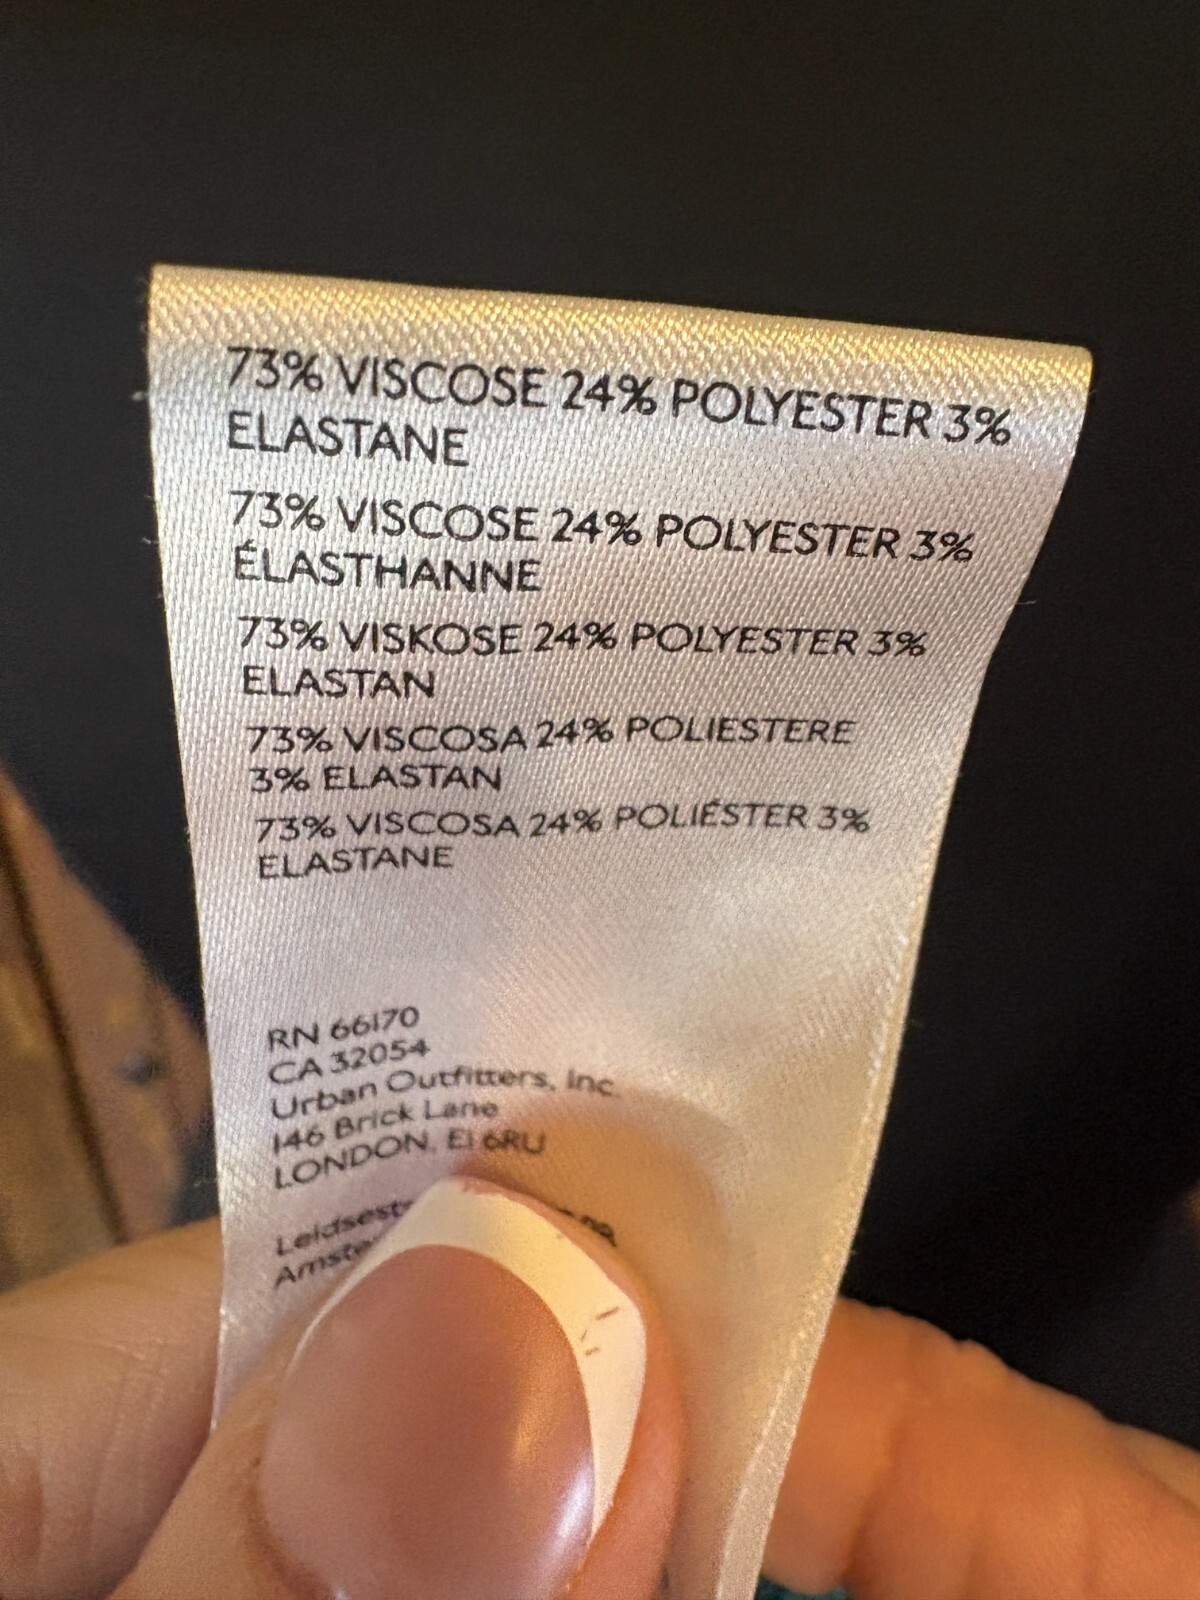 73% VISCOSE 24% POLYESTER 3%
ELASTANE
73% VISCOSE 24% POLYESTER 3%
ÉLASTHANNE
73% VISKOSE 24% POLYESTER 3%
ELASTAN
73% VISCOSA 24% POLIESTERE
3% ELASTAN
73% VISCOSA 24% POLIÉSTER 3%
ELASTANE
RN 66170
CA 32054
Urban Outfitters, Inc.
146 Brick Lane
LONDON, E1 6RU